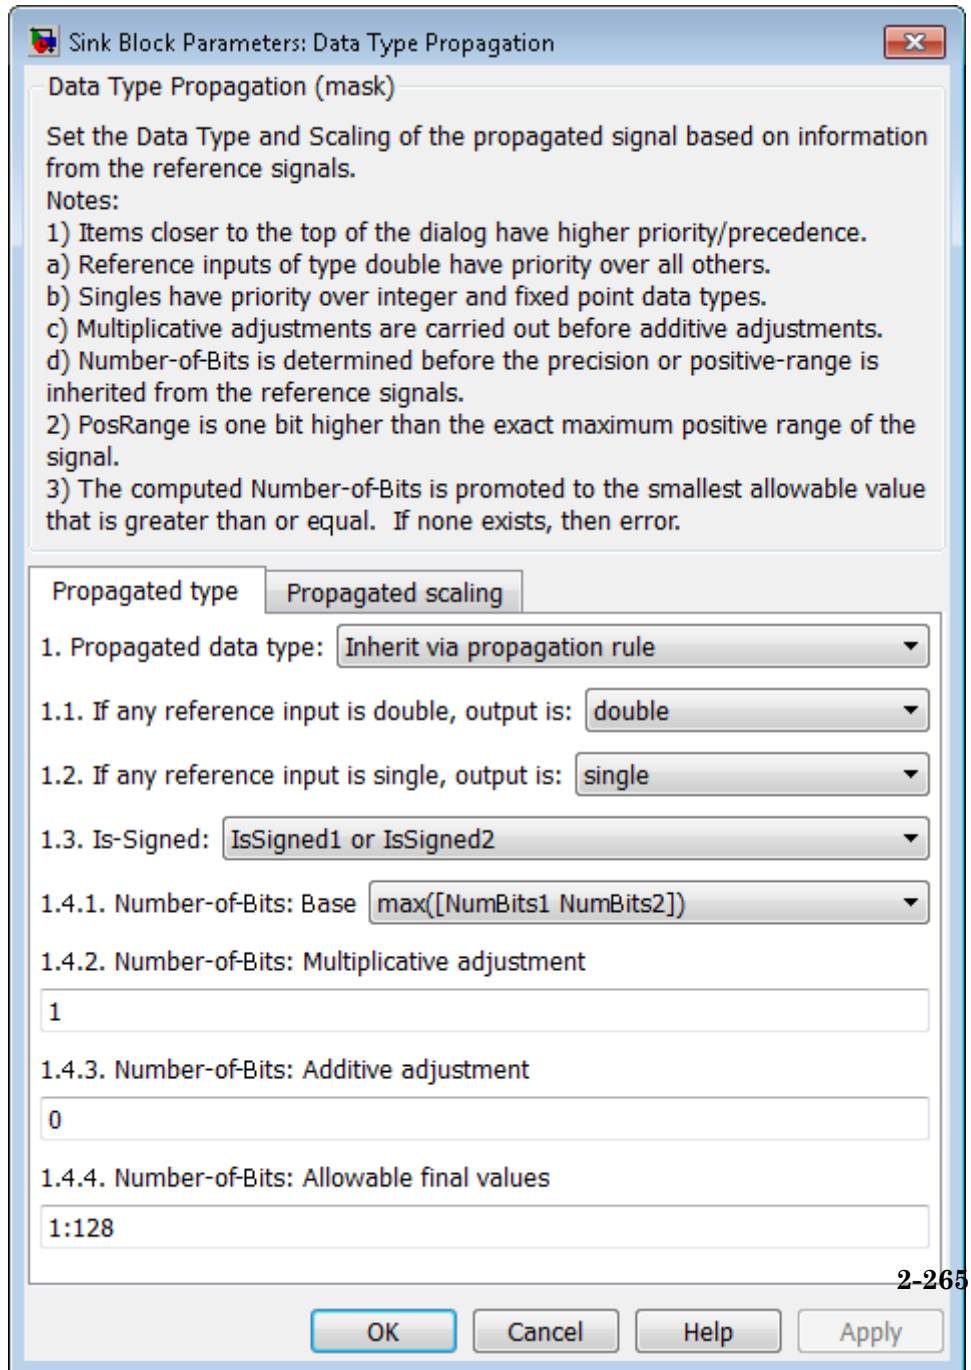 Sink Block Parameters: Data Type Propagation
Data Type Propagation (mask)
Set the Data Type and Scaling of the propagated signal based on information
from the reference signals.
Notes:
1) Items closer to the top of the dialog have higher priority/precedence.
a) Reference inputs of type double have priority over all others.
b) Singles have priority over integer and fixed point data types.
c) Multiplicative adjustments are carried out before additive adjustments.
d) Number-of-Bits is determined before the precision or positive-range is
inherited from the reference signals.
2) PosRange is one bit higher than the exact maximum positive range of the
signal.
3) The computed Number-of-Bits is promoted to the smallest allowable value
that is greater than or equal.  If none exists, then error.
Propagated type Propagated scaling
1. Propagated data type: Inherit via propagation rule
1.1. If any reference input is double, output is: double
1.2. If any reference input is single, output is: single
1.3. Is-Signed: IsSigned1 or IsSigned2
1.4.1. Number-of-Bits: Base max([NumBits1 NumBits2])
1.4.2. Number-of-Bits: Multiplicative adjustment
1
1.4.3. Number-of-Bits: Additive adjustment
0
1.4.4. Number-of-Bits: Allowable final values
1:128
2-265
OK Cancel Help Apply